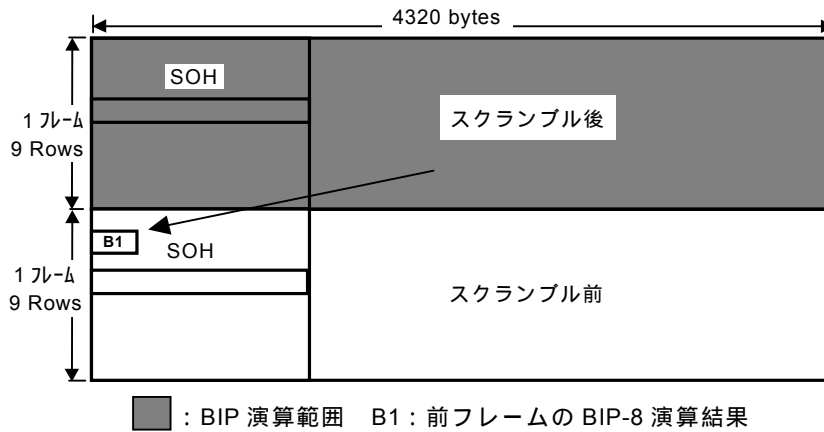 4320 bytes
SOH
1 ﾌﾚｰﾑ
9 Rows
スクランブル後
B1
SOH
1 ﾌﾚｰﾑ
9 Rows
スクランブル前
：BIP 演算範囲 B1：前フレームの BIP-8 演算結果